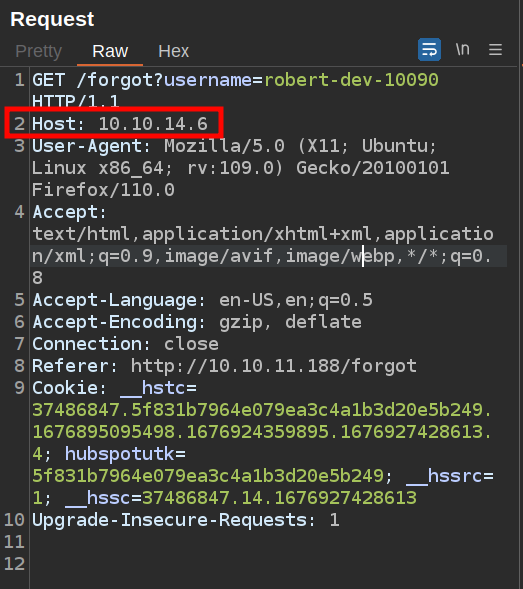 Request
Pretty Raw Hex
\n
1 GET /forgot?username=robert-dev-10090
HTTP/1.1
2 Host: 10.10.14.6
3 User-Agent: Mozilla/5.0 (X11; Ubuntu;
Linux x86_64; rv:109.0) Gecko/20100101
Firefox/110.0
4 Accept:
text/html,application/xhtml+xml,applicatio
n/xml;q=0.9,image/avif,image/webp,*/*;q=0.
8
5 Accept-Language: en-US,en;q=0.5
6 Accept-Encoding: gzip, deflate
7 Connection: close
8 Referer: http://10.10.11.188/forgot
9 Cookie: __hstc=
37486847.5f831b7964e079ea3c4a1b3d20e5b249.
1676895095498.1676924359895.1676927428613.
4; hubspotutk=
5f831b7964e079ea3c4a1b3d20e5b249; __hssrc=
1; __hssc=37486847.14.1676927428613
10 Upgrade-Insecure-Requests: 1
11
12